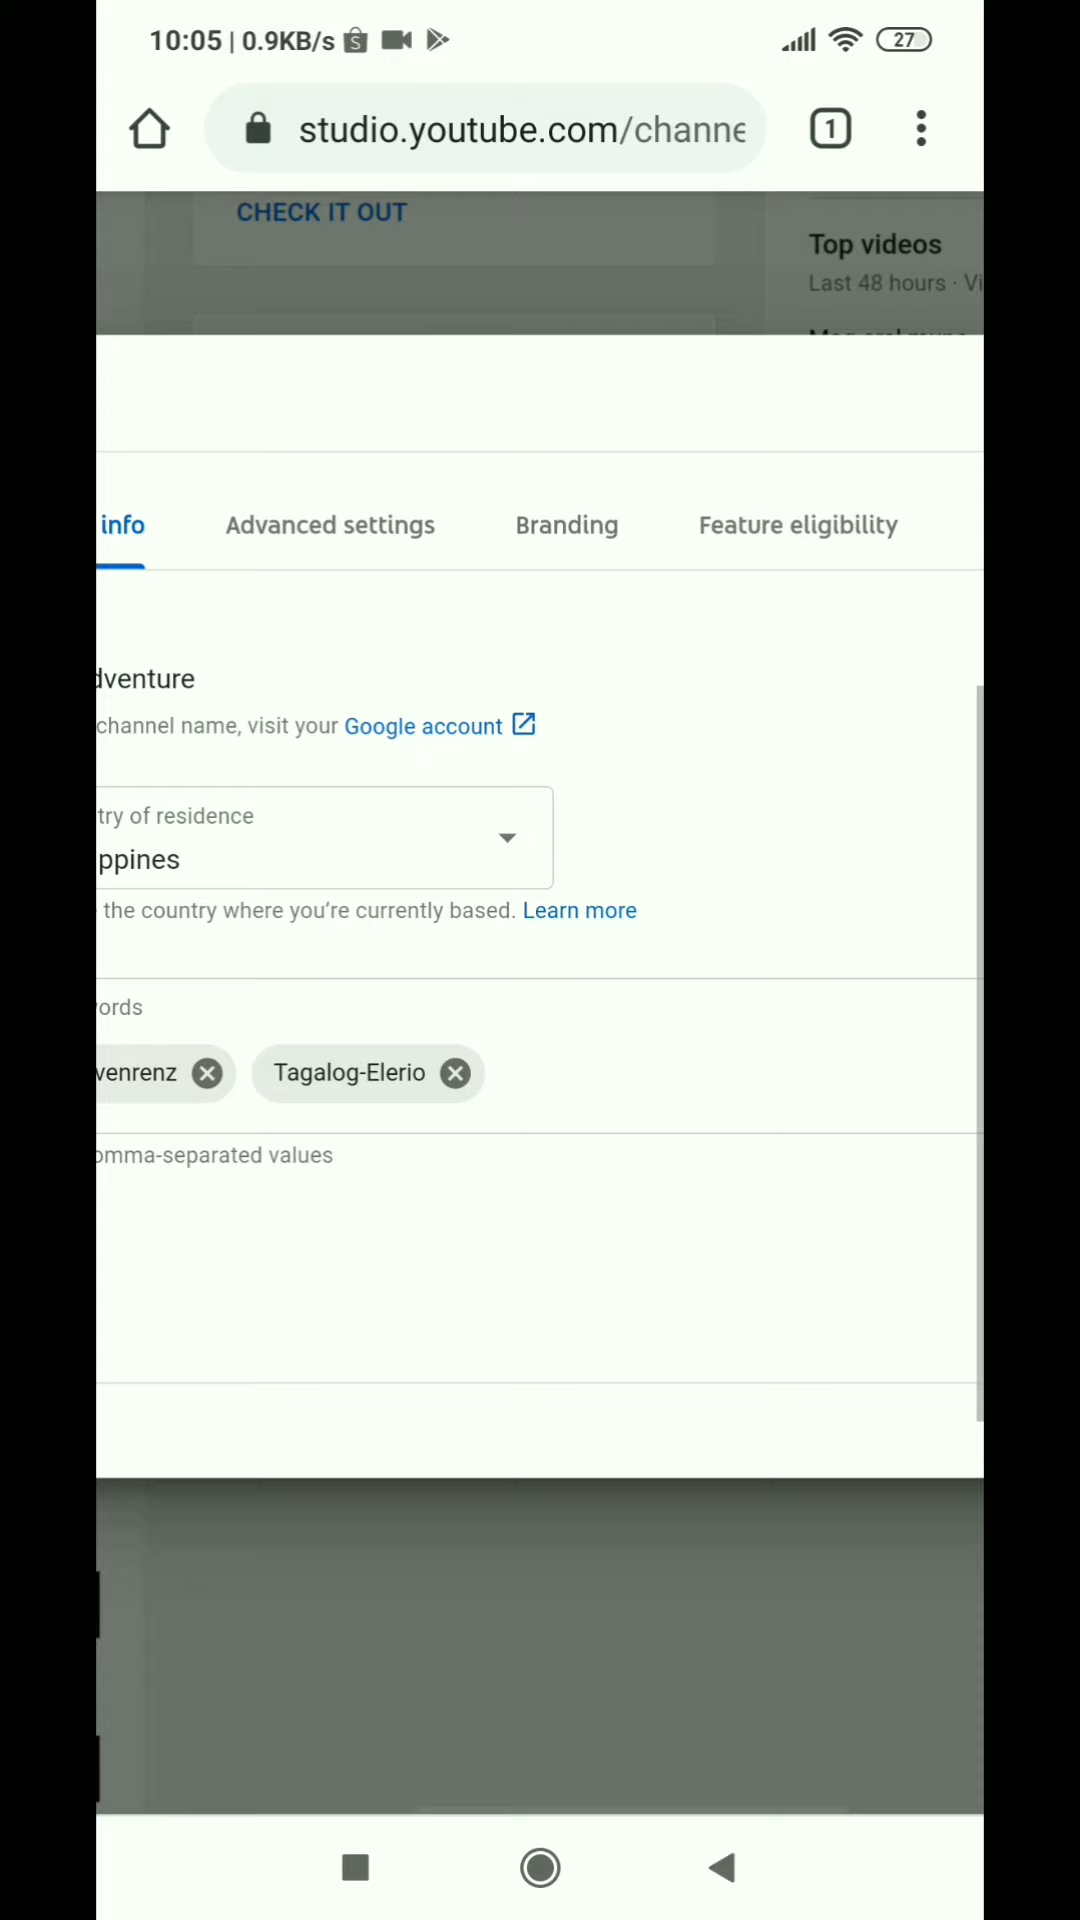 10:05 | 0.9KB/s
27
studio.youtube.com/channe
1
CHECK IT OUT
Top videos
Last 48 hours · Vi
info
Advanced settings
Branding
Feature eligibility
dventure
channel name, visit your Google account
try of residence
ppines
the country where you're currently based. Learn more
ords
venrenz
Tagalog-Elerio
omma-separated values